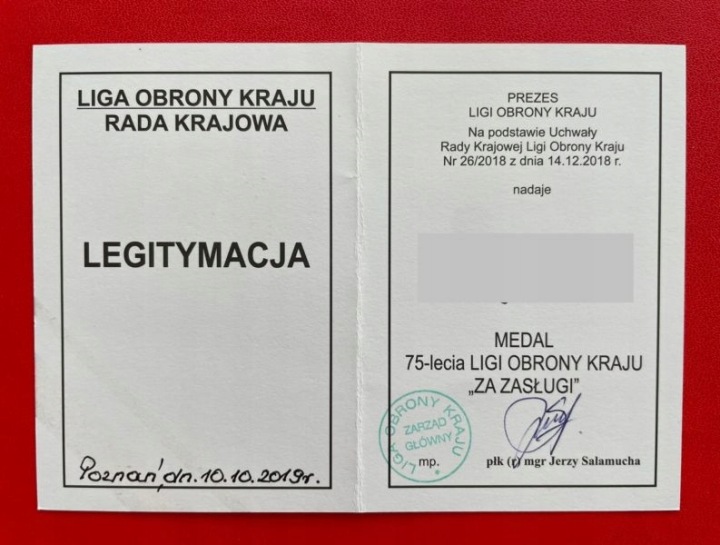 LIGA OBRONY KRAJU
RADA KRAJOWA
LEGITYMACJA
Poznań, dn. 10.10.2019r.
PREZES
LIGI OBRONY KRAJU
Na podstawie Uchwały
Rady Krajowej Ligi Obrony Kraju
Nr 26/2018 z dnia 14.12.2018 r.
nadaje
MEDAL
75-lecia LIGI OBRONY KRAJU
„ZA ZASŁUGI”
LIGA OBRONY KRAJU
ZARZĄD
GŁÓWNY
mp.
płk (r) mgr Jerzy Salamucha